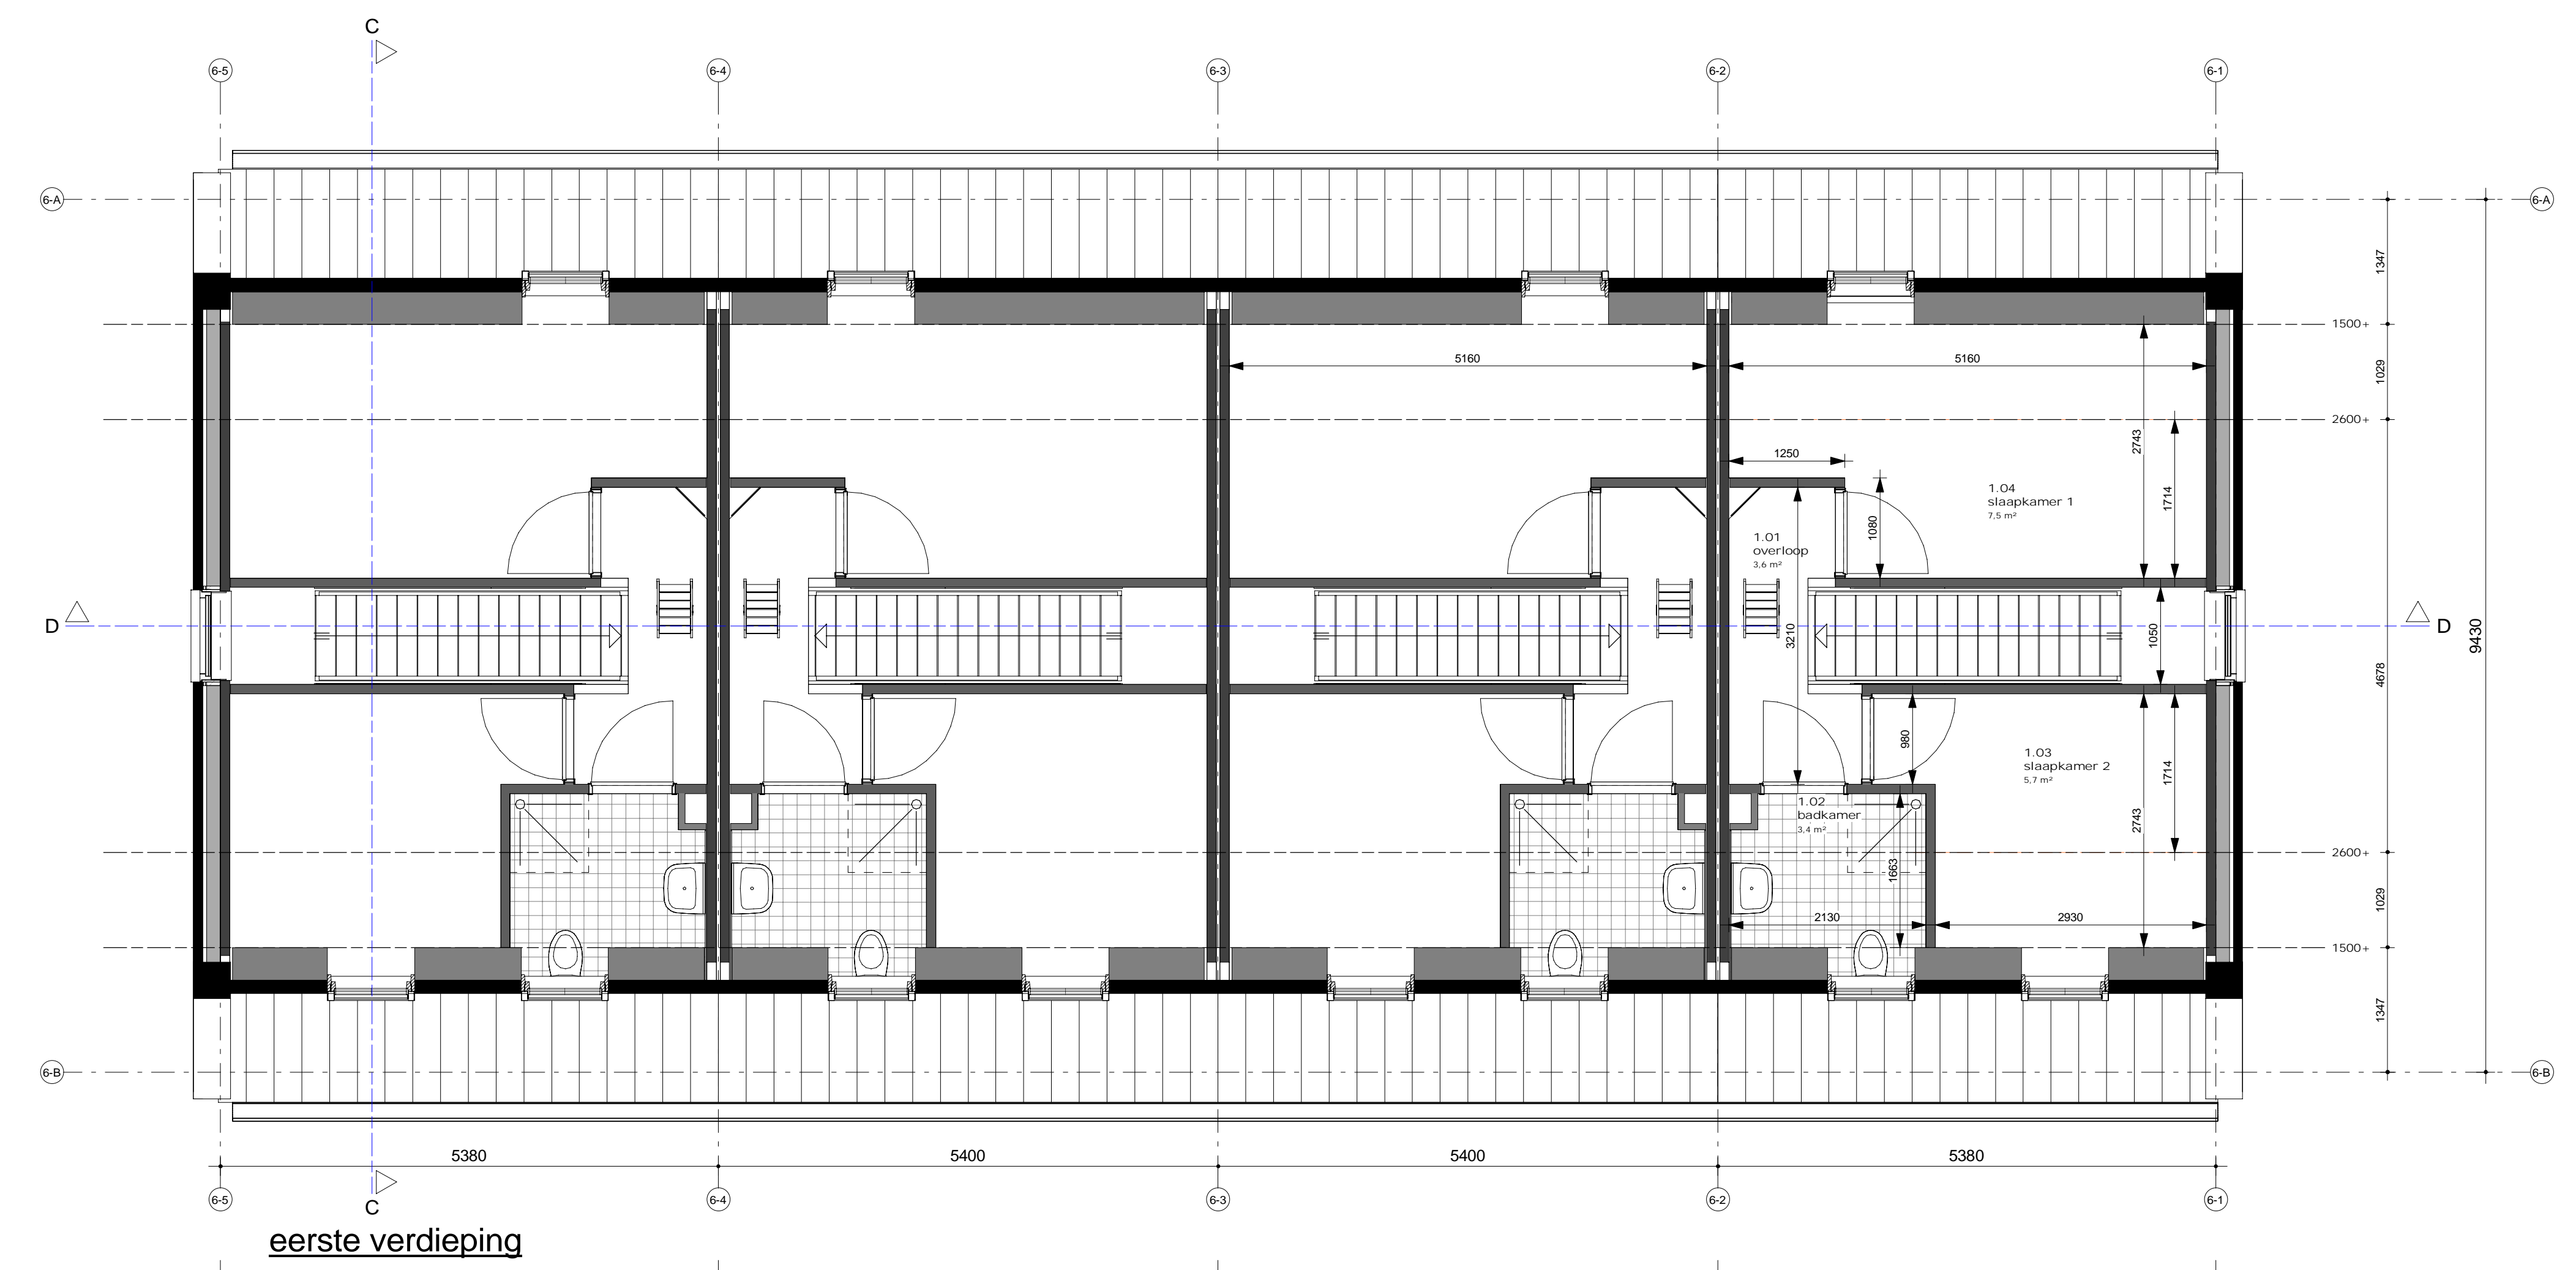 C
6-5
6-4
6-3
6-2
6-1
6-A
6-A
1347
1500+
5160
5160
1029
2600+
2743
1250
1714
1.04
slaapkamer 1
7,5 m²
1080
1.01
overloop
3,6 m²
D
3210
1050
D
9430
4678
980
1.03
slaapkamer 2
5,7 m²
1714
1.02
badkamer
3,4 m²
2743
2600+
1663
1029
2130
2930
1500+
1347
6-B
6-B
5380
5400
5400
5380
6-5
6-4
6-3
6-2
6-1
C
eerste verdieping